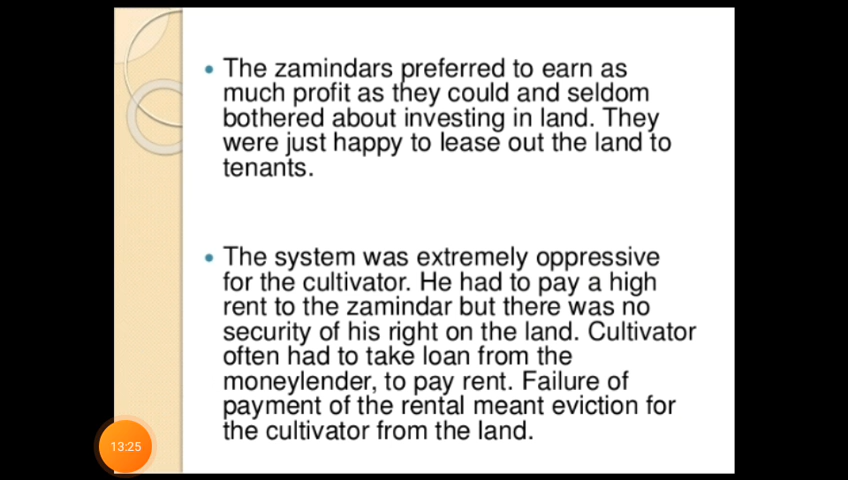 The zamindars preferred to earn as
much profit as they could and seldom
bothered about investing in land. They
were just happy to lease out the land to
tenants.
The system was extremely oppressive
for the cultivator. He had to pay a high
rent to the zamindar but there was no
security of his right on the land. Cultivator
often had to take loan from the
moneylender, to pay rent. Failure of
payment of the rental meant eviction for
the cultivator from the land.
13:25